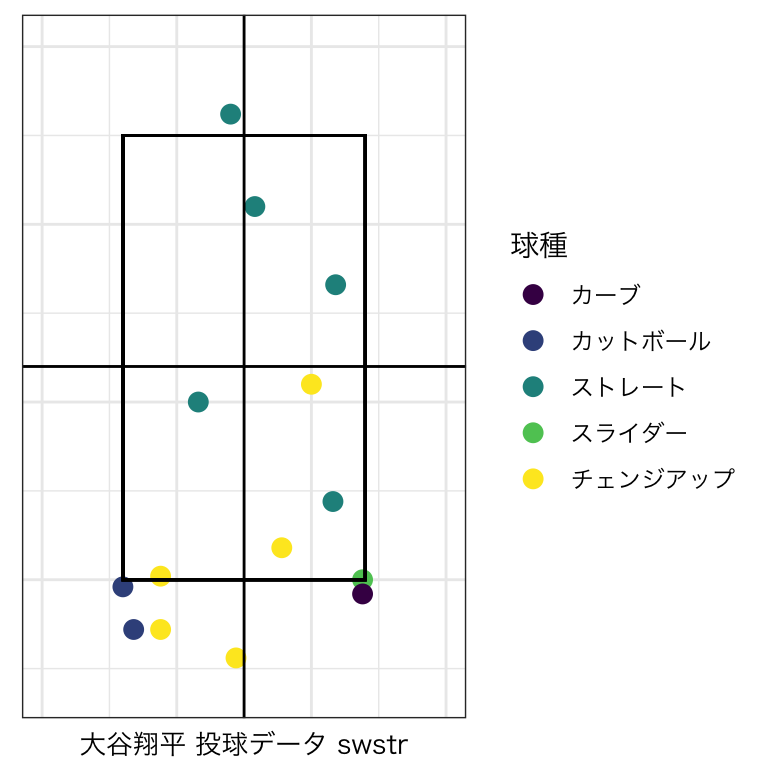 球種
カーブ
カットボール
ストレート
スライダー
チェンジアップ
大谷翔平 投球データ swstr